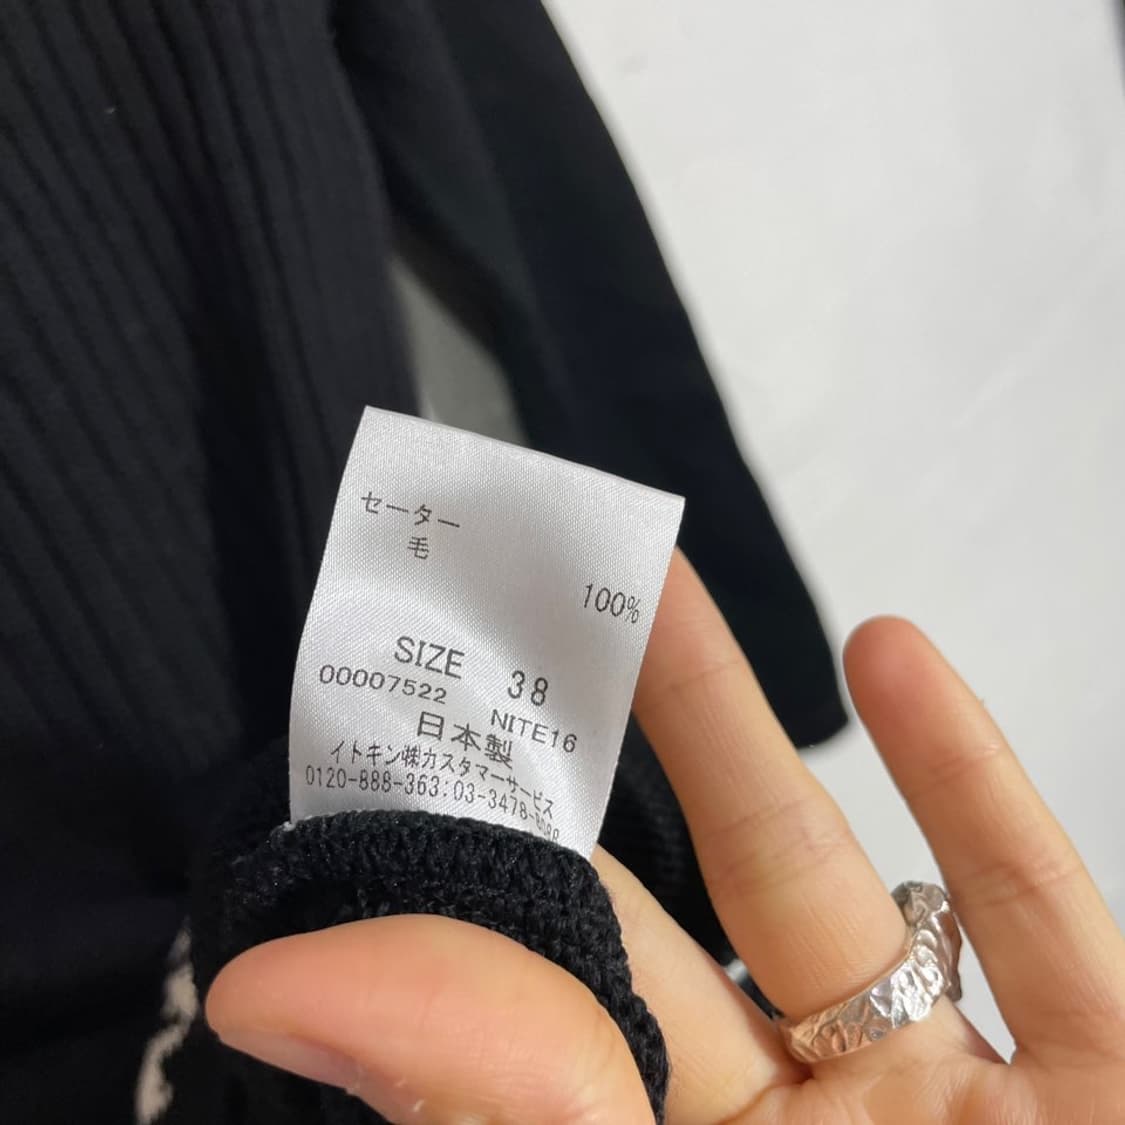 セーター
毛
100%
SIZE 38
00007522 NITE16
日本製
イトキン㈱カスタマーサービス
0120-888-363:03-3478-8088